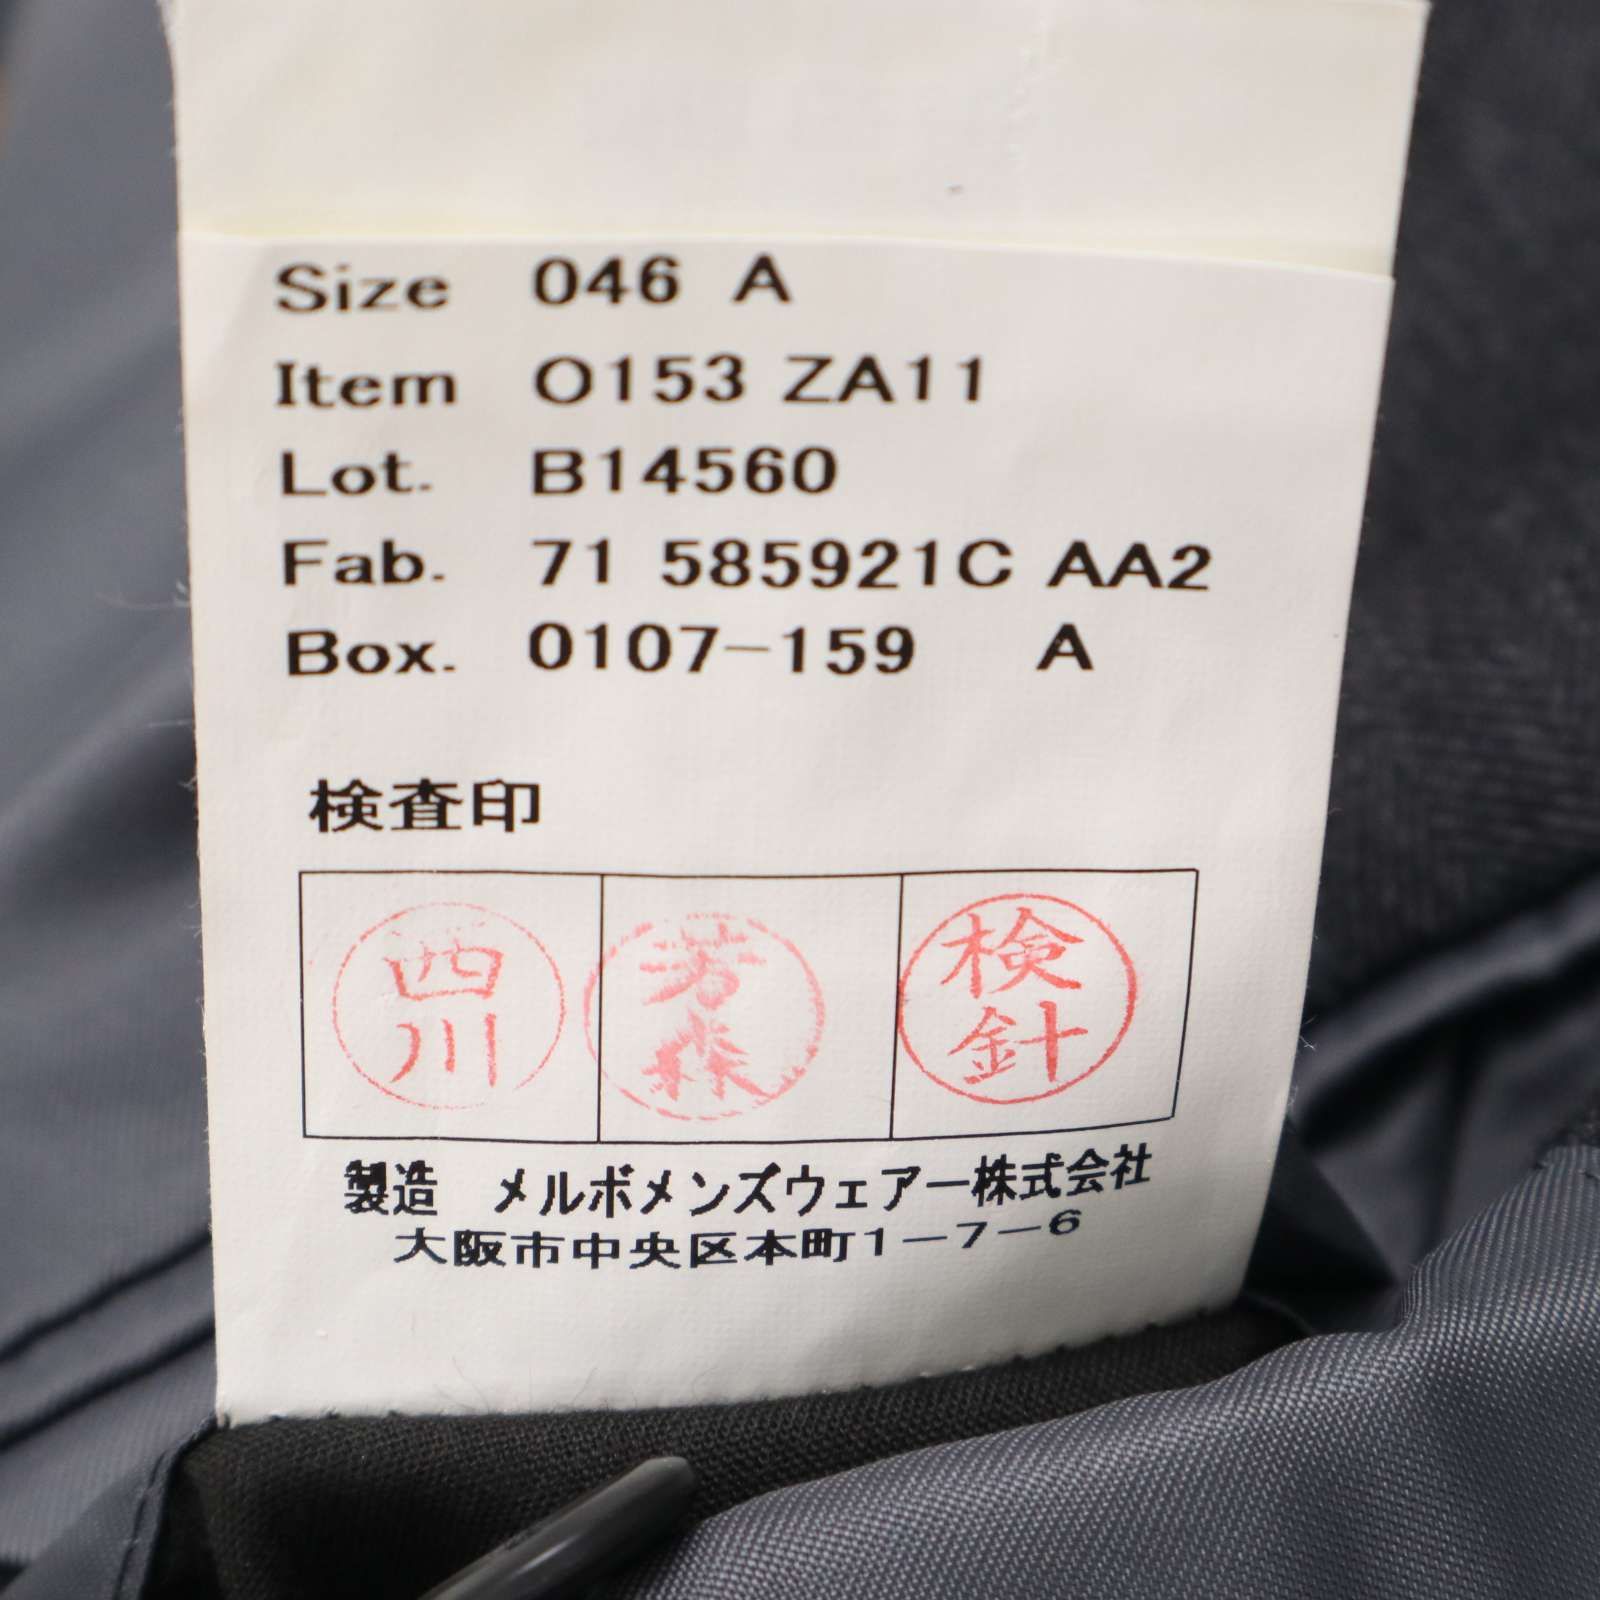 Size 046 A
Item O153 ZA11
Lot. B14560
Fab. 71 585921C AA2
Box. 0107-159 A
検査印
西川
芳森
検針
製造 メルボメンズウェアー株式会社
大阪市中央区本町1-7-6